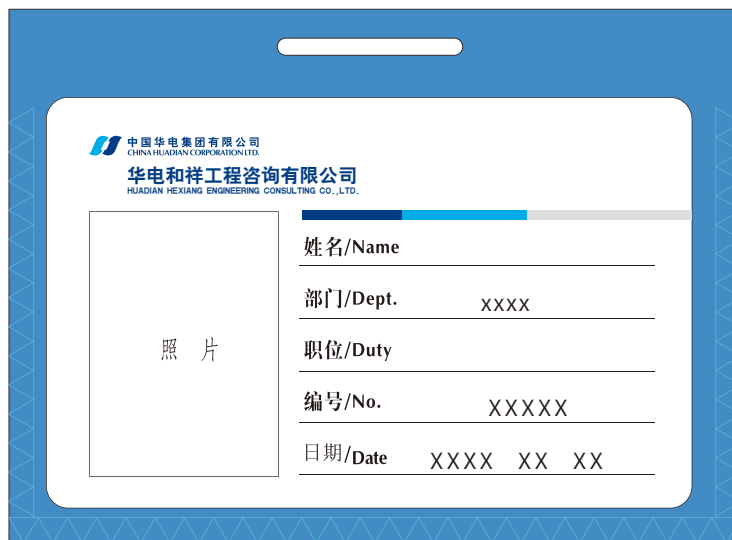 中国华电集团有限公司
CHINA HUADIAN CORPORATION LTD.
华电和祥工程咨询有限公司
HUADIAN HEXIANG ENGINEERING CONSULTING CO.,LTD.
姓名/Name
部门/Dept. xxxx
照 片
职位/Duty
编号/No. XXXXX
日期/Date XXXX XX XX